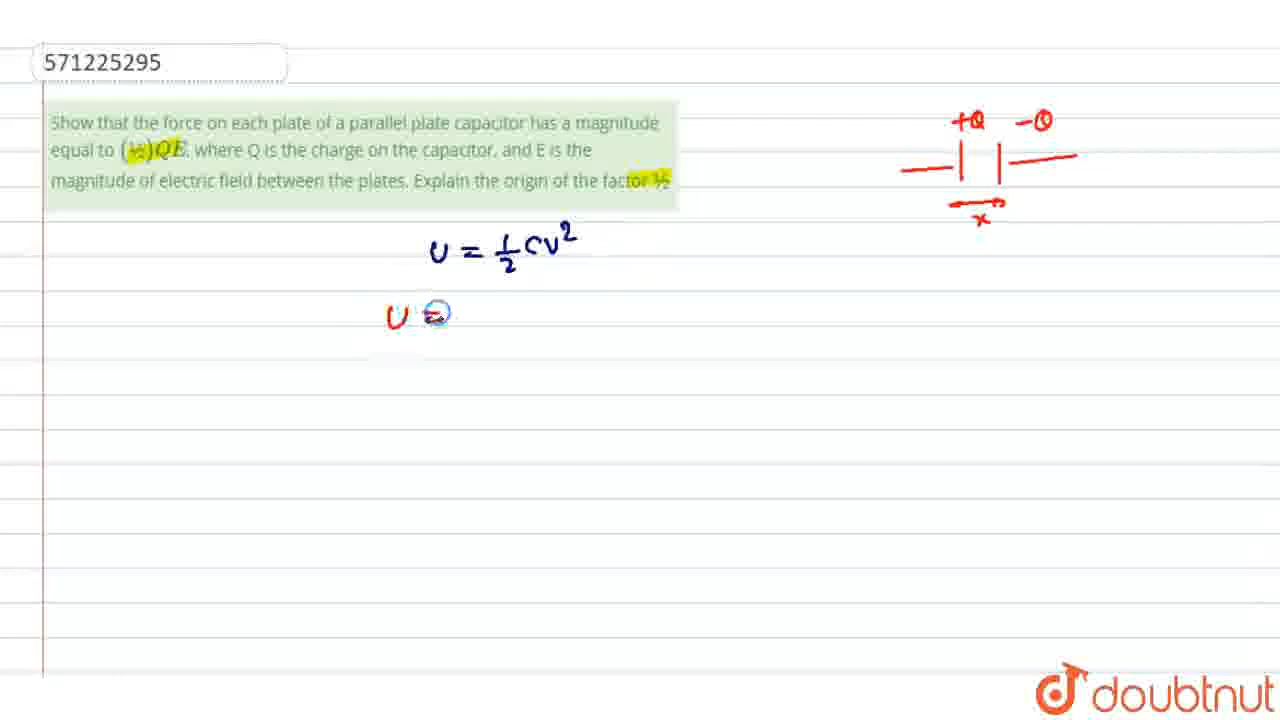 571225295
Show that the force on each plate of a parallel plate capacitor has a magnitude
equal to (½)QE, where Q is the charge on the capacitor, and E is the
magnitude of electric field between the plates. Explain the origin of the factor ½
+Q -Q
x
U = 1/2 CV²
U =
doubtnut